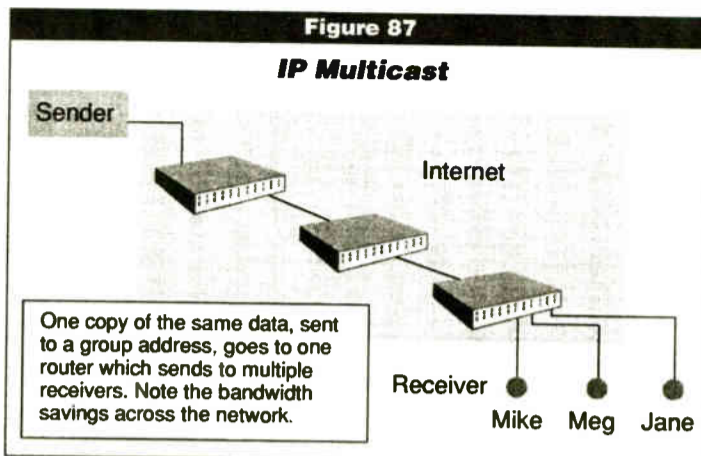 Figure 87
IP Multicast
Sender
Internet
One copy of the same data, sent
to a group address, goes to one
router which sends to multiple
receivers. Note the bandwidth
savings across the network.
Receiver
Mike Meg Jane